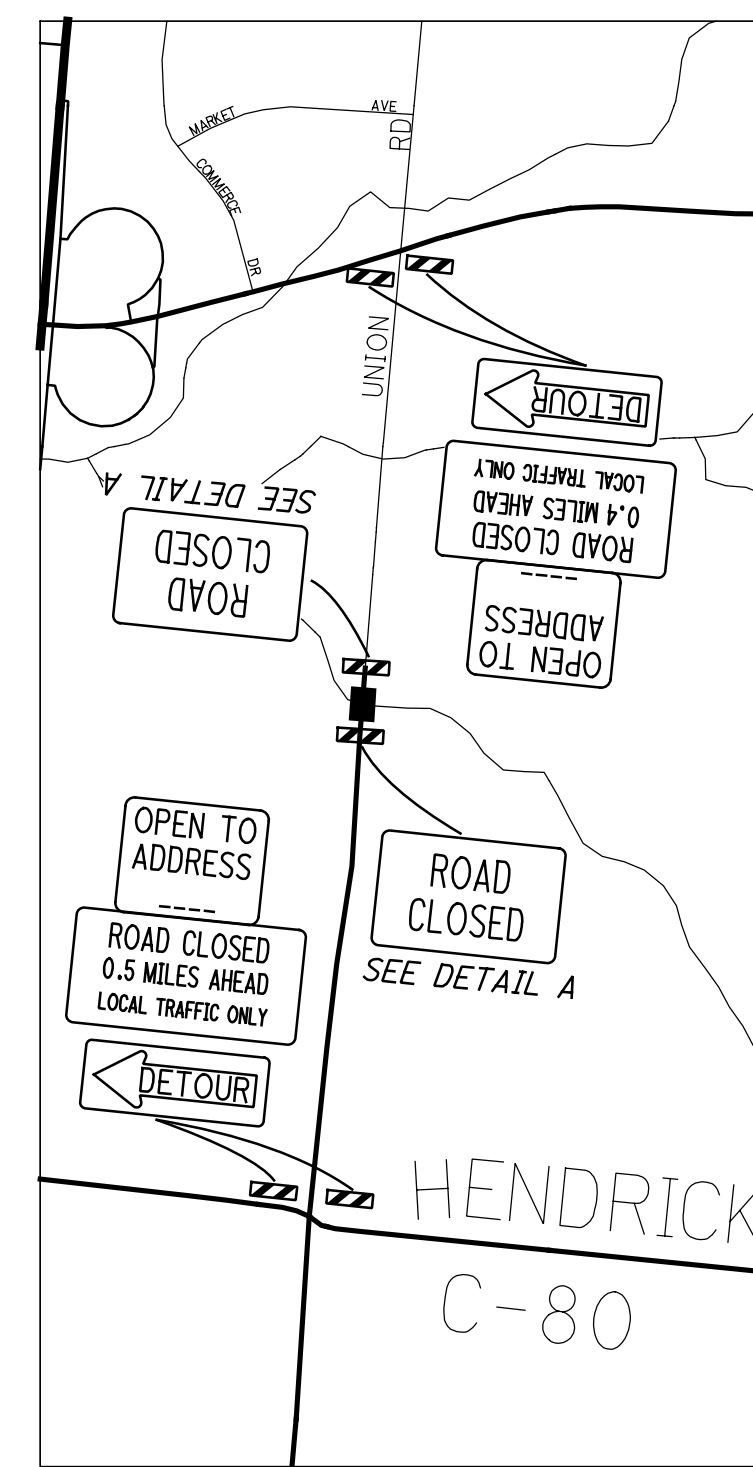 MARKET
AVE
RD
COMMERCE
DR
UNION
DETOUR
ROAD CLOSED
0.4 MILES AHEAD
LOCAL TRAFFIC ONLY
OPEN TO
ADDRESS
----
SEE DETAIL A
ROAD
CLOSED
OPEN TO
ADDRESS
----
ROAD CLOSED
0.5 MILES AHEAD
LOCAL TRAFFIC ONLY
DETOUR
ROAD
CLOSED
SEE DETAIL A
HENDRICK
C-80